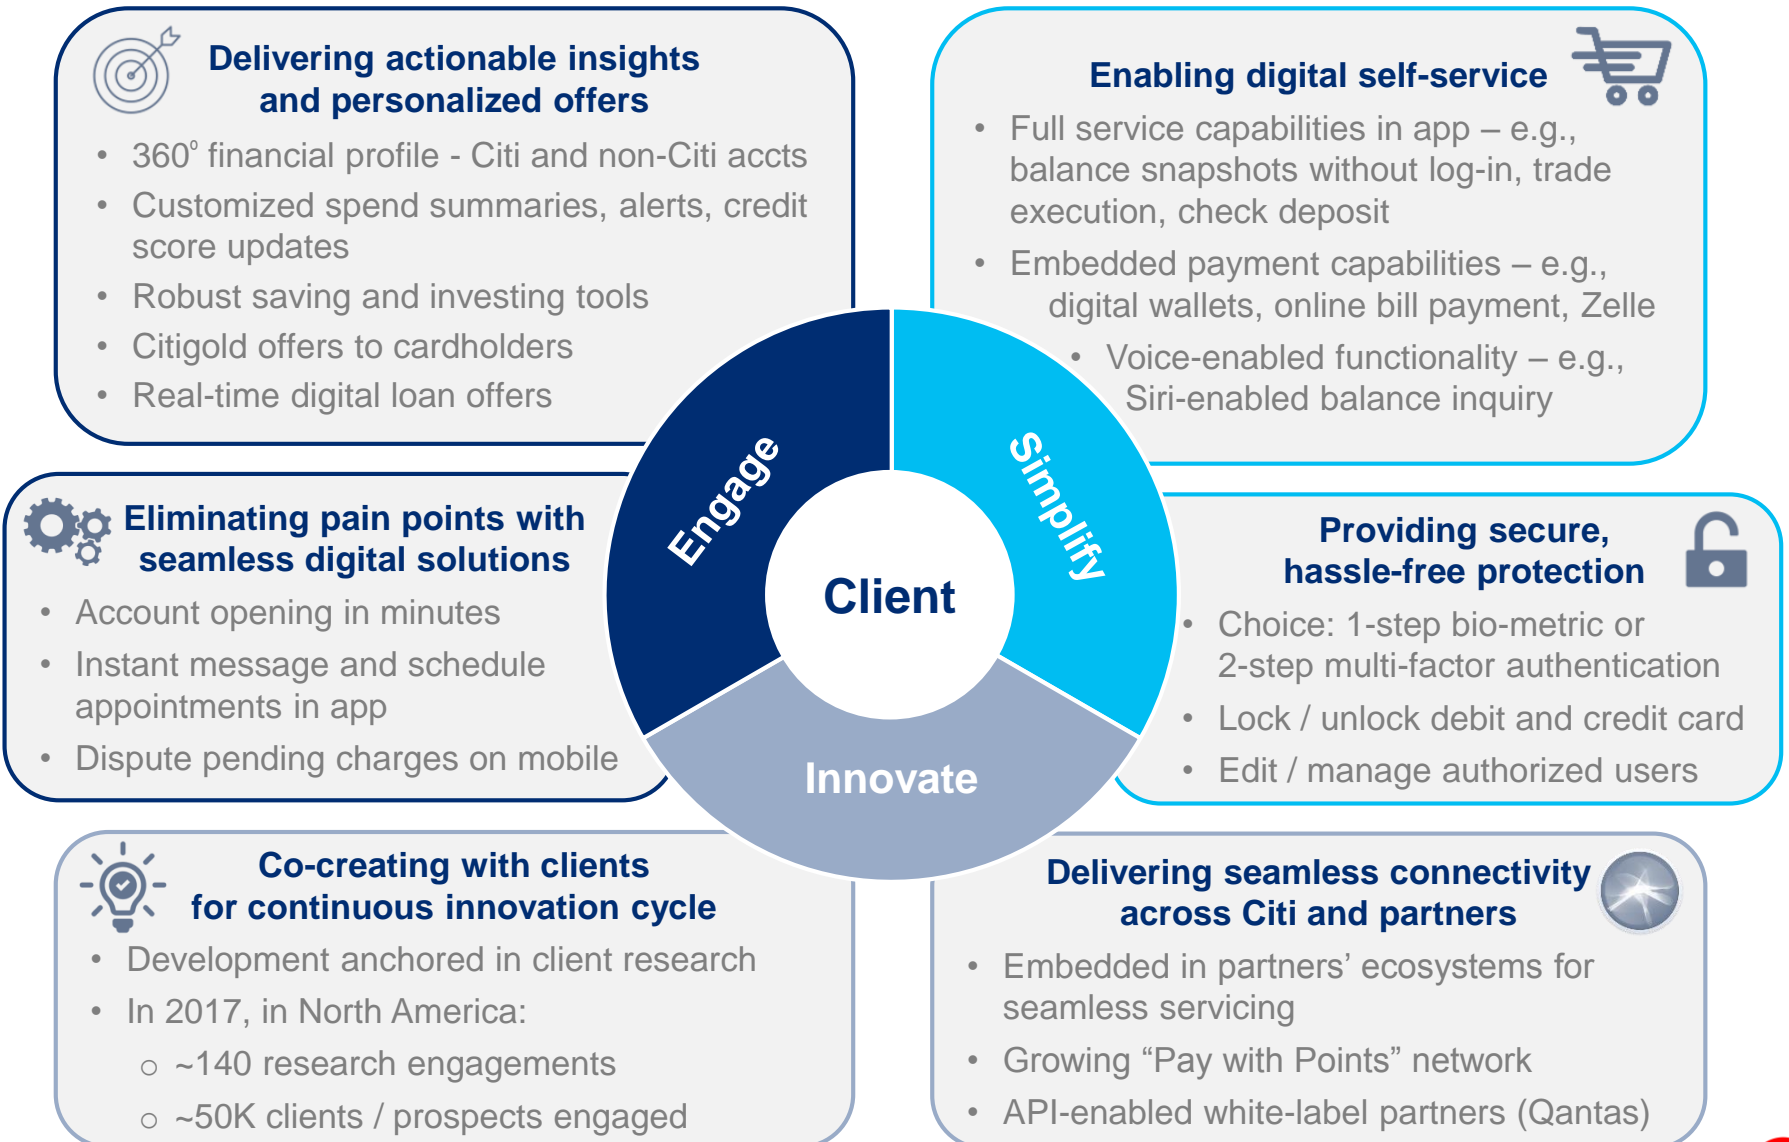 Delivering actionable insights
and personalized offers
• 360° financial profile - Citi and non-Citi accts
• Customized spend summaries, alerts, credit
score updates
• Robust saving and investing tools
• Citigold offers to cardholders
• Real-time digital loan offers
Enabling digital self-service
• Full service capabilities in app – e.g.,
balance snapshots without log-in, trade
execution, check deposit
• Embedded payment capabilities – e.g.,
digital wallets, online bill payment, Zelle
• Voice-enabled functionality – e.g.,
Siri-enabled balance inquiry
Eliminating pain points with
seamless digital solutions
• Account opening in minutes
• Instant message and schedule
appointments in app
• Dispute pending charges on mobile
Engage
Simplify
Client
Innovate
Providing secure,
hassle-free protection
• Choice: 1-step bio-metric or
2-step multi-factor authentication
• Lock / unlock debit and credit card
• Edit / manage authorized users
Co-creating with clients
for continuous innovation cycle
• Development anchored in client research
• In 2017, in North America:
○ ~140 research engagements
○ ~50K clients / prospects engaged
Delivering seamless connectivity
across Citi and partners
• Embedded in partners’ ecosystems for
seamless servicing
• Growing “Pay with Points” network
• API-enabled white-label partners (Qantas)